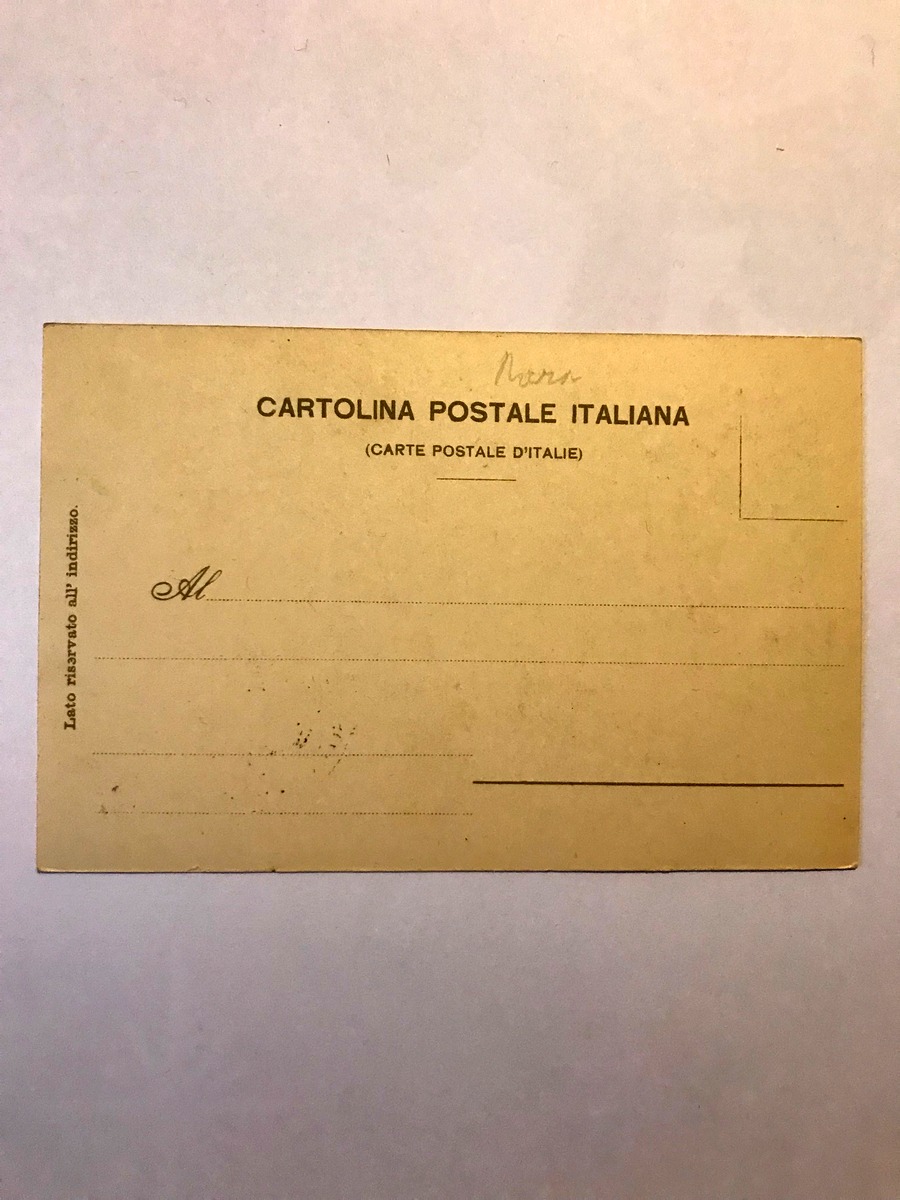 CARTOLINA POSTALE ITALIANA
(CARTE POSTALE D'ITALIE)
Al
Lato riservato all' indirizzo.